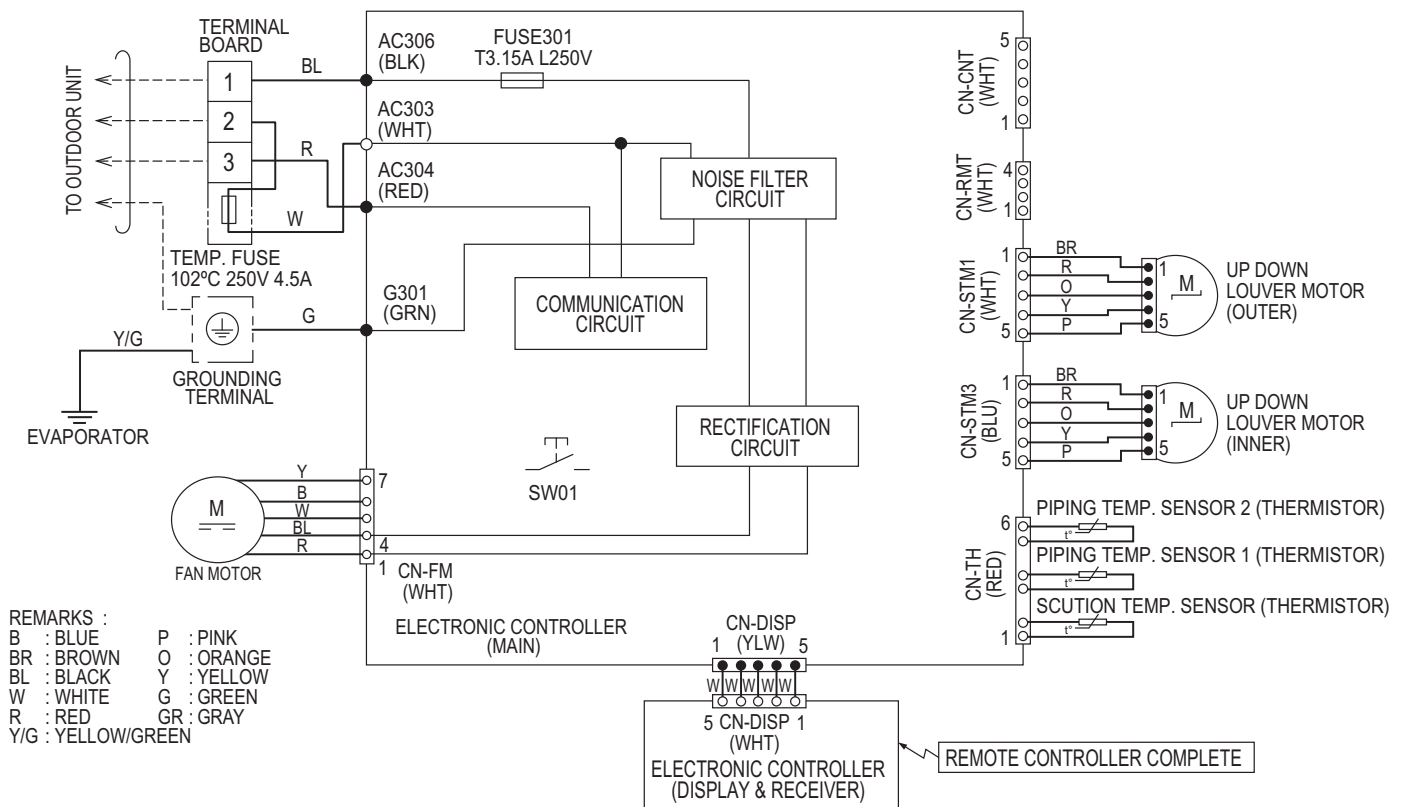 TERMINAL
BOARD
1
2
3
TO OUTDOOR UNIT
BL
R
W
TEMP. FUSE
102ºC 250V 4.5A
G
Y/G
GROUNDING
TERMINAL
EVAPORATOR
AC306
(BLK)
FUSE301
T3.15A L250V
AC303
(WHT)
AC304
(RED)
G301
(GRN)
NOISE FILTER
CIRCUIT
COMMUNICATION
CIRCUIT
RECTIFICATION
CIRCUIT
SW01
M
FAN MOTOR
Y
B
W
BL
R
7
4
1
CN-FM
(WHT)
ELECTRONIC CONTROLLER
(MAIN)
5
CN-CNT
(WHT)
1
4
CN-RMT
(WHT)
1
1
CN-STM1
(WHT)
5
BR
R
O
Y
P
1
M
5
UP DOWN
LOUVER MOTOR
(OUTER)
1
CN-STM3
(BLU)
5
BR
R
O
Y
P
1
M
5
UP DOWN
LOUVER MOTOR
(INNER)
6
CN-TH
(RED)
1
PIPING TEMP. SENSOR 2 (THERMISTOR)
t°
PIPING TEMP. SENSOR 1 (THERMISTOR)
t°
SCUTION TEMP. SENSOR (THERMISTOR)
t°
CN-DISP
1 (YLW) 5
W W W W W
5 CN-DISP 1
(WHT)
ELECTRONIC CONTROLLER
(DISPLAY & RECEIVER)
REMOTE CONTROLLER COMPLETE
REMARKS :
B : BLUE P : PINK
BR : BROWN O : ORANGE
BL : BLACK Y : YELLOW
W : WHITE G : GREEN
R : RED GR : GRAY
Y/G : YELLOW/GREEN